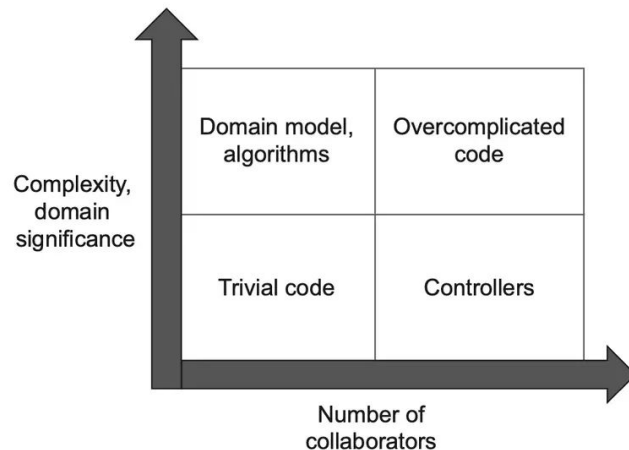 Domain model,
algorithms
Overcomplicated
code
Complexity,
domain
significance
Trivial code
Controllers
Number of
collaborators